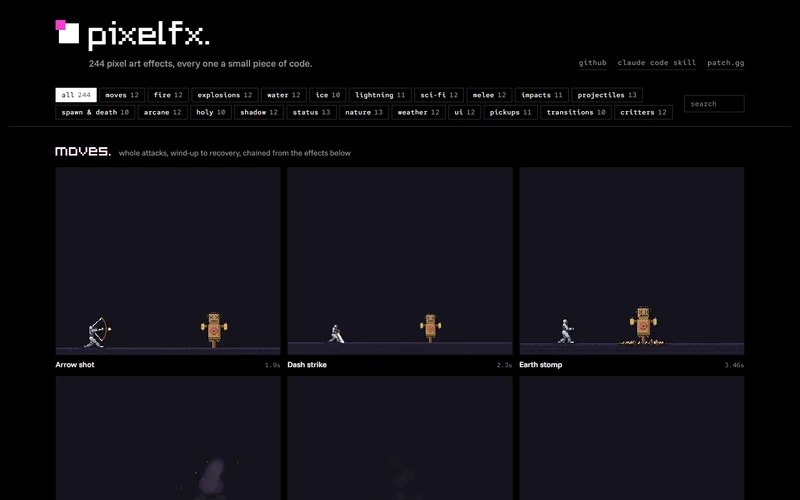 pixelfx.
244 pixel art effects, every one a small piece of code.
github claude code skill patch.gg
all 244 moves 12 fire 12 explosions 12 water 12 ice 10 lightning 11 sci-fi 12 melee 12 impacts 11 projectiles 13
search
spawn & death 10 arcane 12 holy 10 shadow 12 status 13 nature 13 weather 12 ui 12 pickups 11 transitions 10 critters 12
moves. whole attacks, wind-up to recovery, chained from the effects below
Arrow shot 1.9s
Dash strike 2.3s
Earth stomp 3.46s